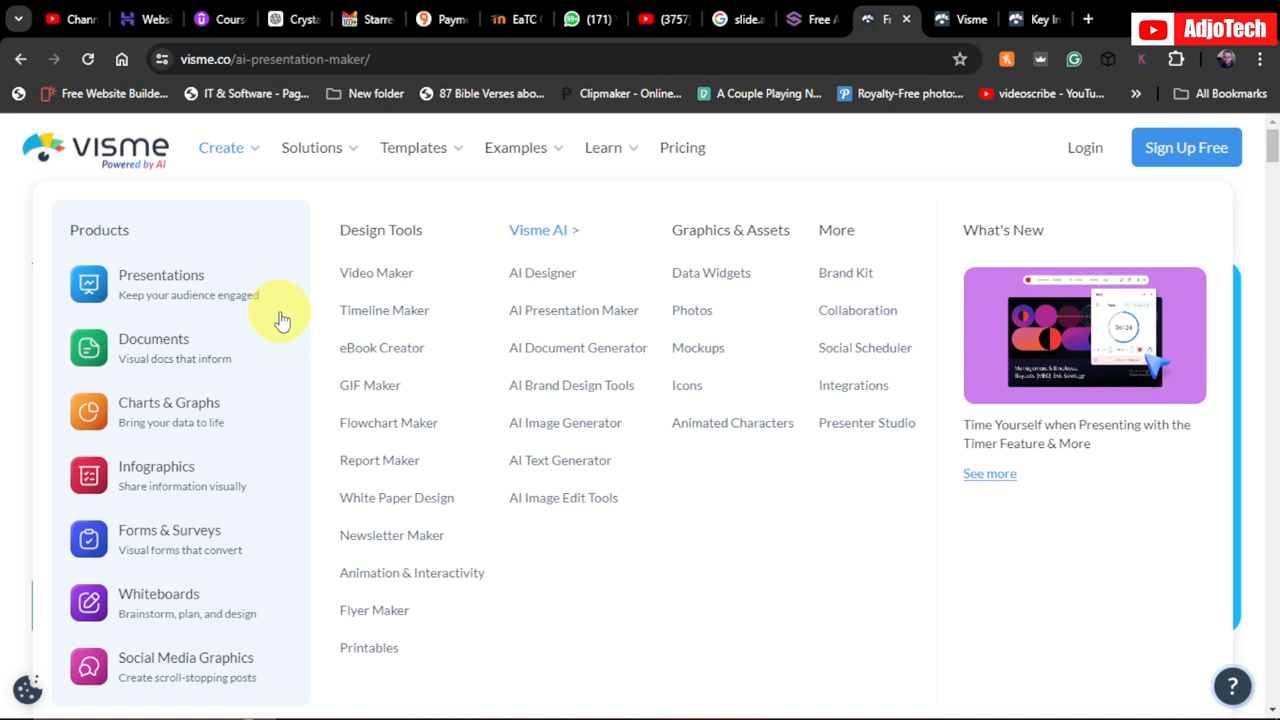 Chann
Websi
Cours
Crysta
Starre
Paym
EaTC
(171)
(3757)
slide.a
Free A
Fr
Visme
Key In
AdjoTech
visme.co/ai-presentation-maker/
Free Website Builde...
IT & Software - Pag...
New folder
87 Bible Verses abo...
Clipmaker - Online...
A Couple Playing N...
Royalty-Free photo:...
videoscribe - YouTu...
All Bookmarks
VISME
Powered by AI
Create
Solutions
Templates
Examples
Learn
Pricing
Login
Sign Up Free
Products
Presentations
Keep your audience engaged
Documents
Visual docs that inform
Charts & Graphs
Bring your data to life
Infographics
Share information visually
Forms & Surveys
Visual forms that convert
Whiteboards
Brainstorm, plan, and design
Social Media Graphics
Create scroll-stopping posts
Design Tools
Video Maker
Timeline Maker
eBook Creator
GIF Maker
Flowchart Maker
Report Maker
White Paper Design
Newsletter Maker
Animation & Interactivity
Flyer Maker
Printables
Visme AI >
AI Designer
AI Presentation Maker
AI Document Generator
AI Brand Design Tools
AI Image Generator
AI Text Generator
AI Image Edit Tools
Graphics & Assets
Data Widgets
Photos
Mockups
Icons
Animated Characters
More
Brand Kit
Collaboration
Social Scheduler
Integrations
Presenter Studio
What's New
06:24
Management & Employee
Buyouts (MBO) Exit Strategy
Time Yourself when Presenting with the
Timer Feature & More
See more
?